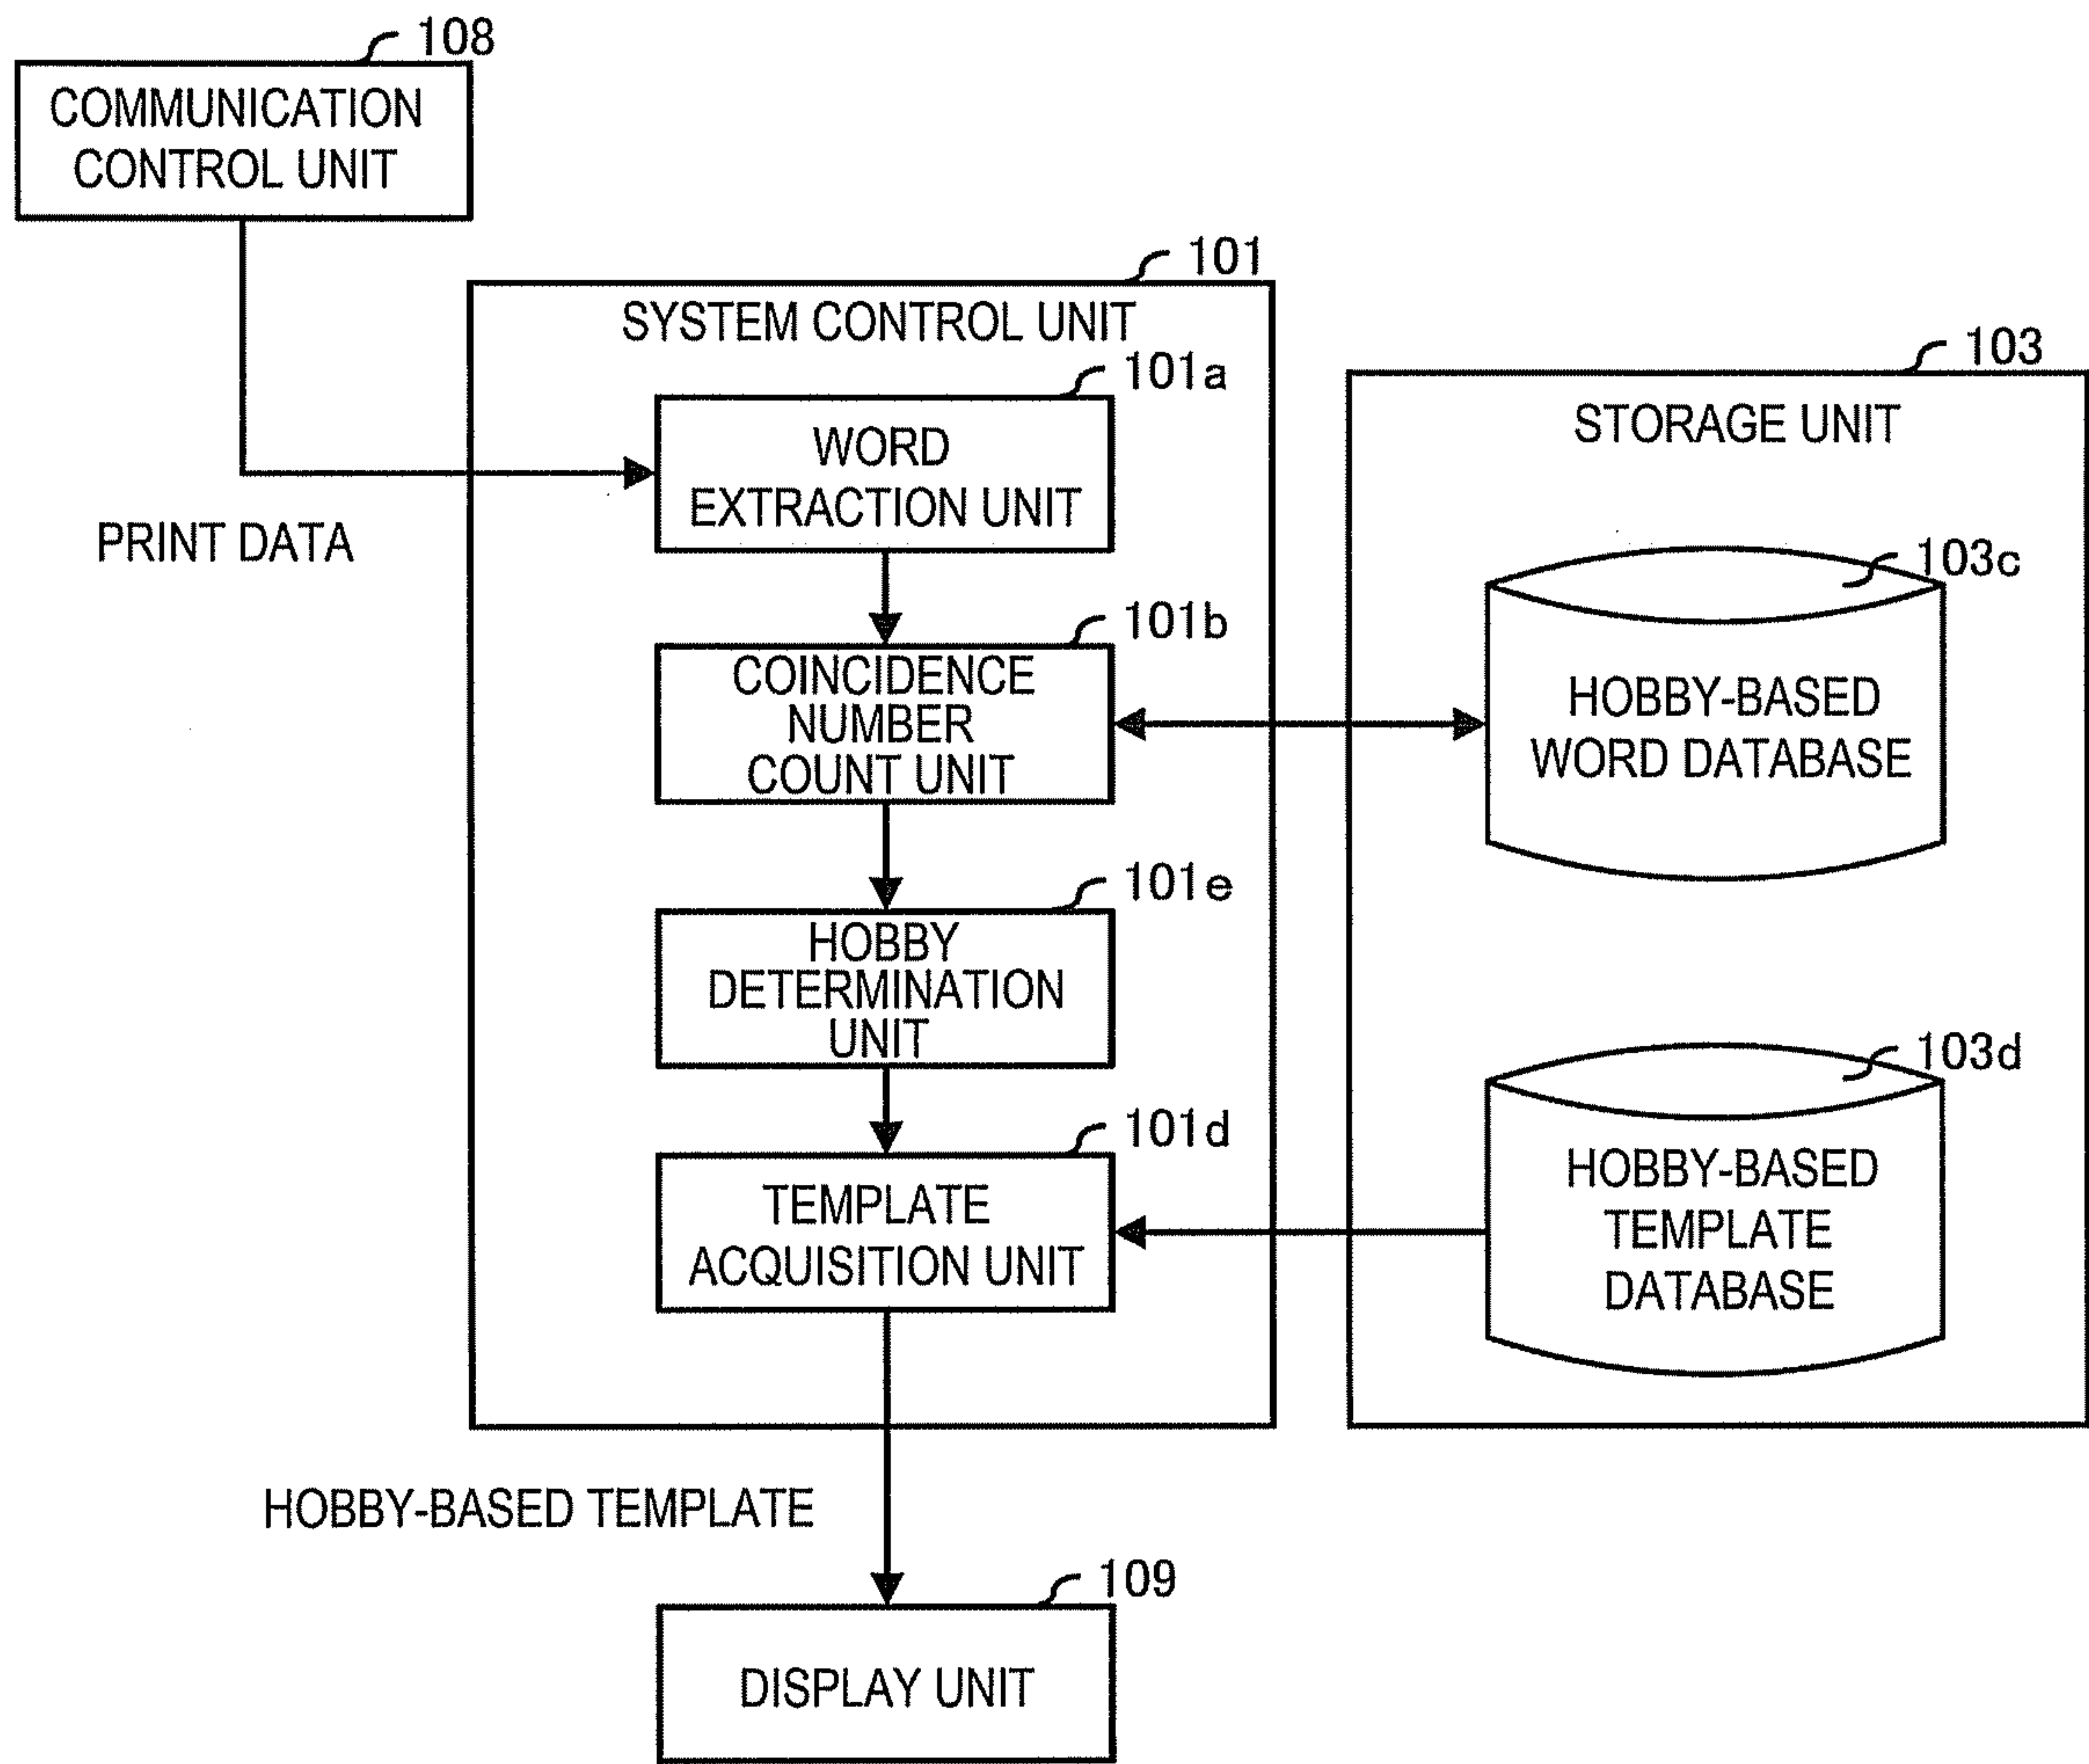 108
COMMUNICATION
CONTROL UNIT
PRINT DATA
101
SYSTEM CONTROL UNIT
101a
WORD
EXTRACTION UNIT
101b
COINCIDENCE
NUMBER
COUNT UNIT
101e
HOBBY
DETERMINATION
UNIT
101d
TEMPLATE
ACQUISITION UNIT
103
STORAGE UNIT
103c
HOBBY-BASED
WORD DATABASE
103d
HOBBY-BASED
TEMPLATE
DATABASE
HOBBY-BASED TEMPLATE
109
DISPLAY UNIT